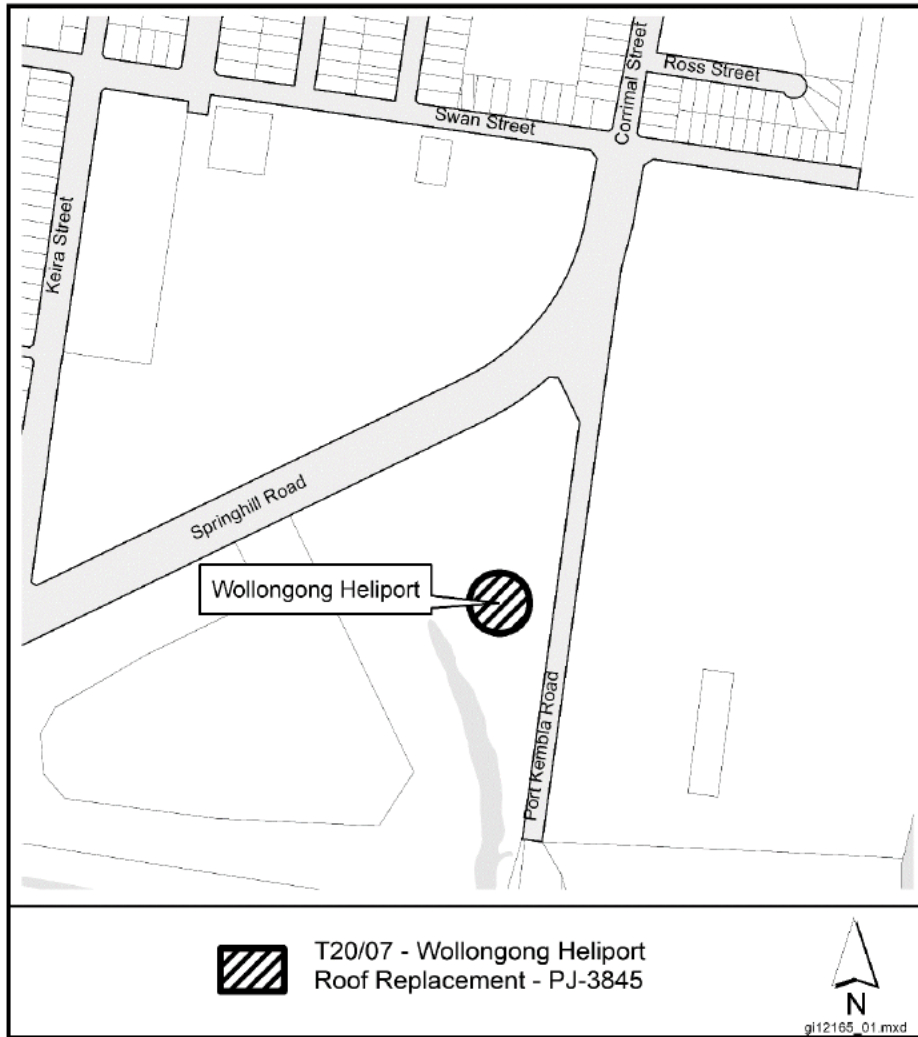 Ross Street
Corrimal Street
Swan Street
Keira Street
Springhill Road
Wollongong Heliport
Port Kembla Road
T20/07 - Wollongong Heliport
Roof Replacement - PJ-3845
N
gi12165_01.mxd